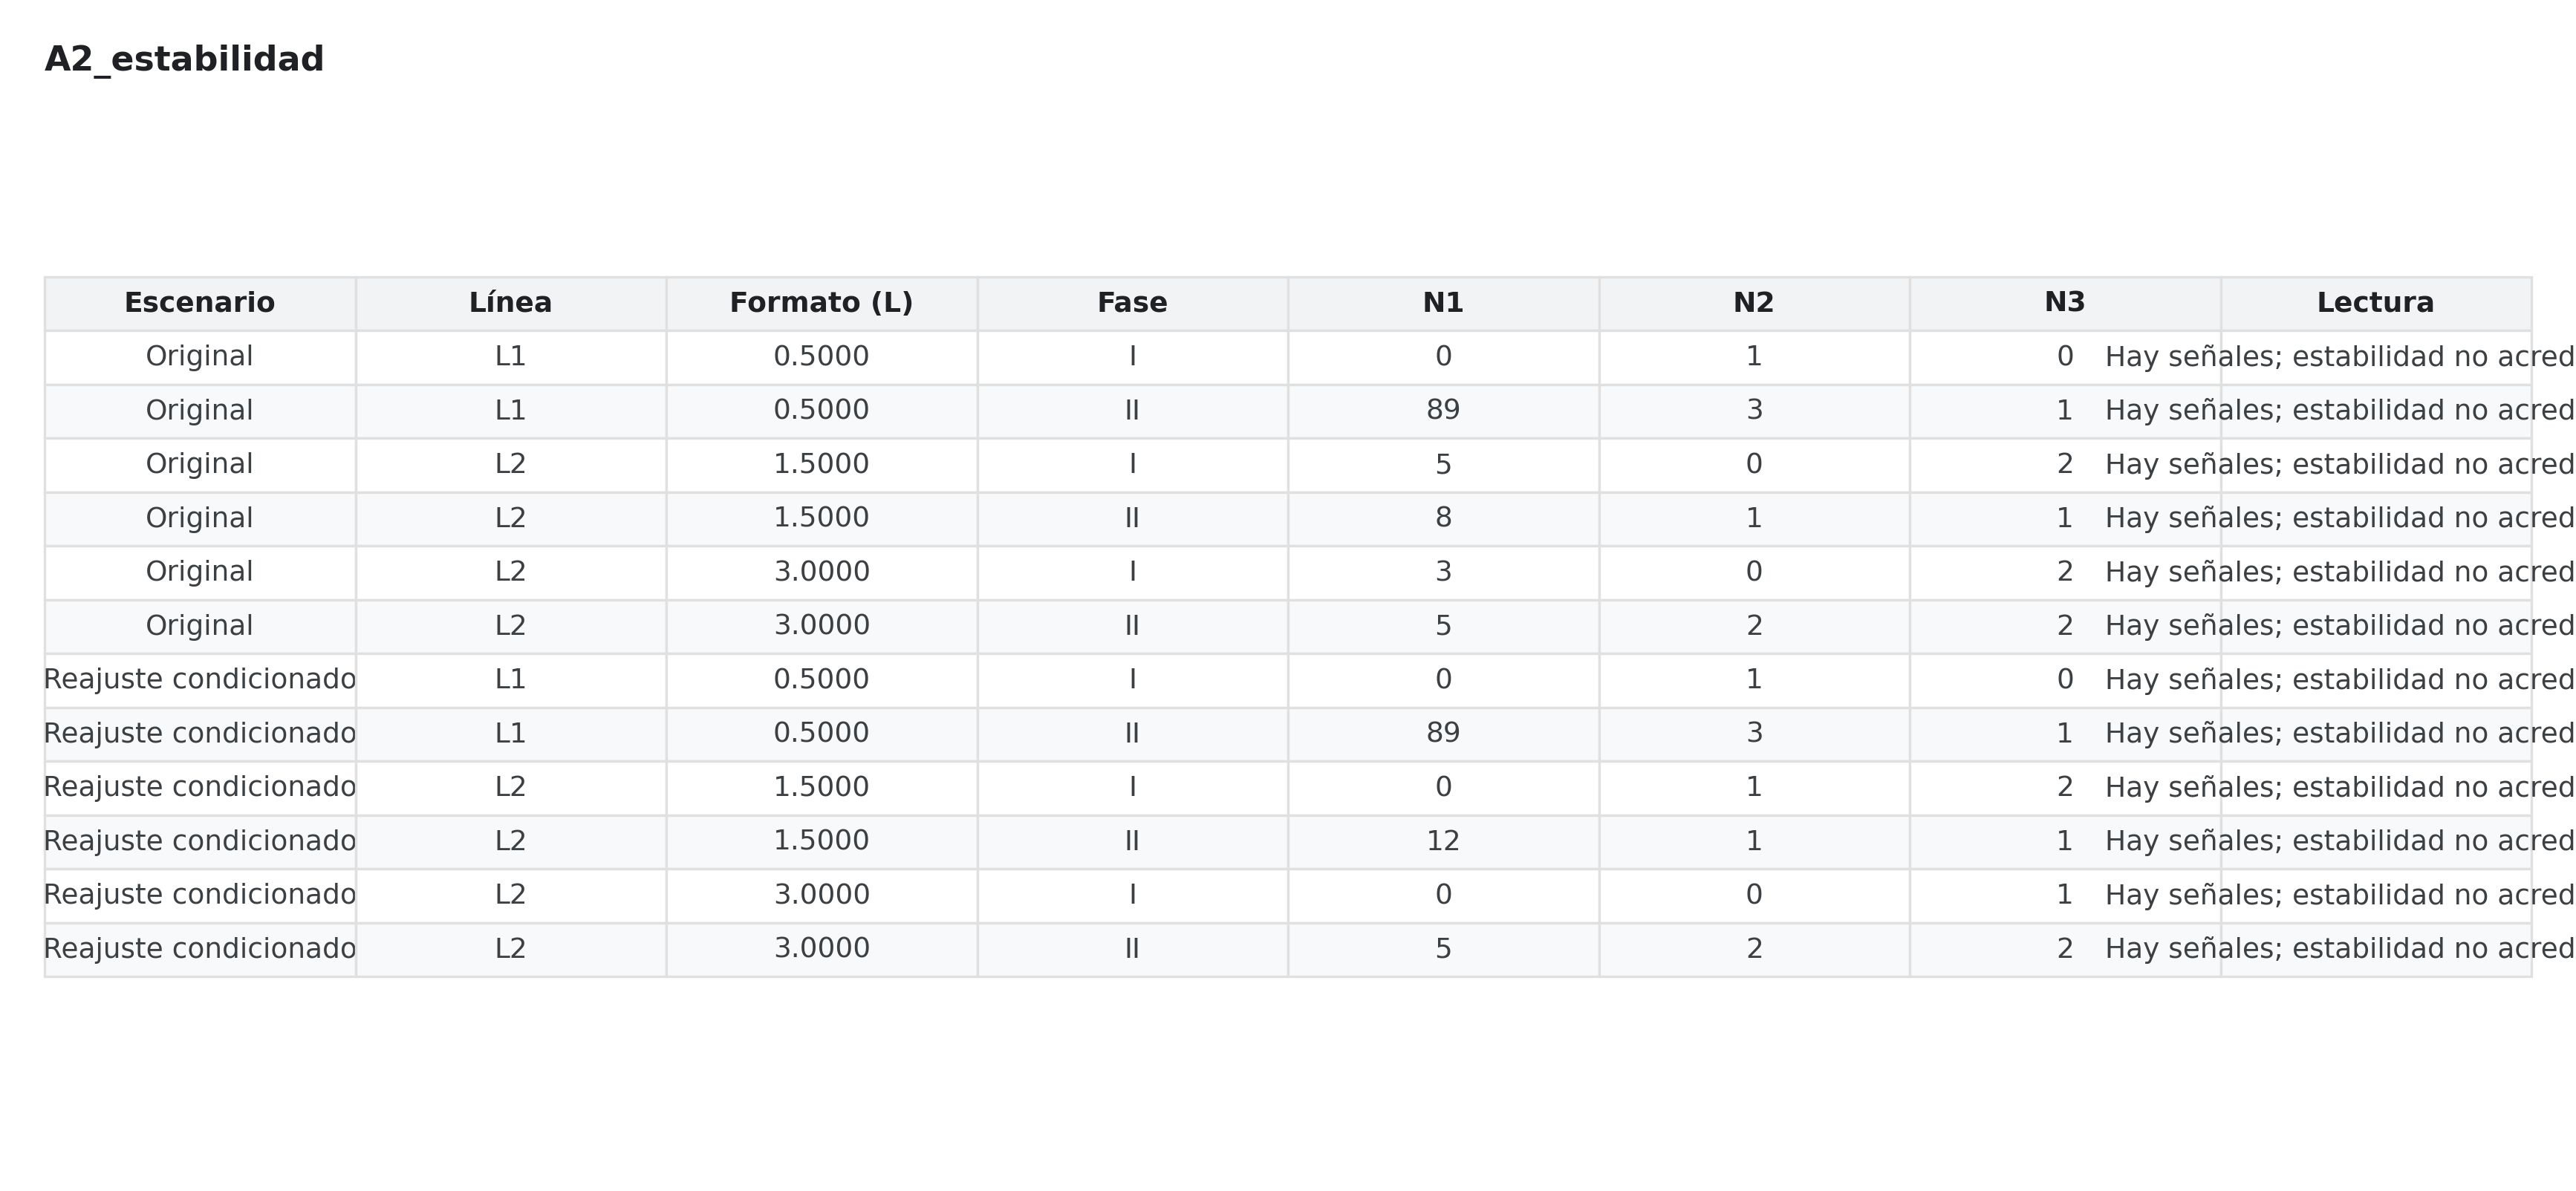 A2_estabilidad
Escenario Línea Formato (L) Fase N1 N2 N3 Lectura
Original L1 0.5000 I 0 1 0 Hay señales; estabilidad no acred
Original L1 0.5000 II 89 3 1 Hay señales; estabilidad no acred
Original L2 1.5000 I 5 0 2 Hay señales; estabilidad no acred
Original L2 1.5000 II 8 1 1 Hay señales; estabilidad no acred
Original L2 3.0000 I 3 0 2 Hay señales; estabilidad no acred
Original L2 3.0000 II 5 2 2 Hay señales; estabilidad no acred
Reajuste condicionado L1 0.5000 I 0 1 0 Hay señales; estabilidad no acred
Reajuste condicionado L1 0.5000 II 89 3 1 Hay señales; estabilidad no acred
Reajuste condicionado L2 1.5000 I 0 1 2 Hay señales; estabilidad no acred
Reajuste condicionado L2 1.5000 II 12 1 1 Hay señales; estabilidad no acred
Reajuste condicionado L2 3.0000 I 0 0 1 Hay señales; estabilidad no acred
Reajuste condicionado L2 3.0000 II 5 2 2 Hay señales; estabilidad no acred